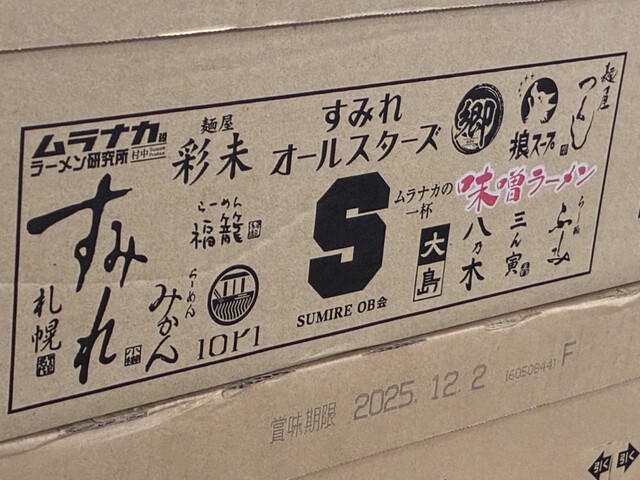 ムラナカ
ラーメン研究所
村中
麺屋
彩未
すみれ
オールスターズ
郷
狼スープ
麺屋
つくし
すみれ
札幌
らーめん
福籠
らーめん
みかん
S
SUMIRE OB会
ムラナカの
一杯
味噌ラーメン
大島
八乃木
三ん寅
賞味期限 2025.12.2
F